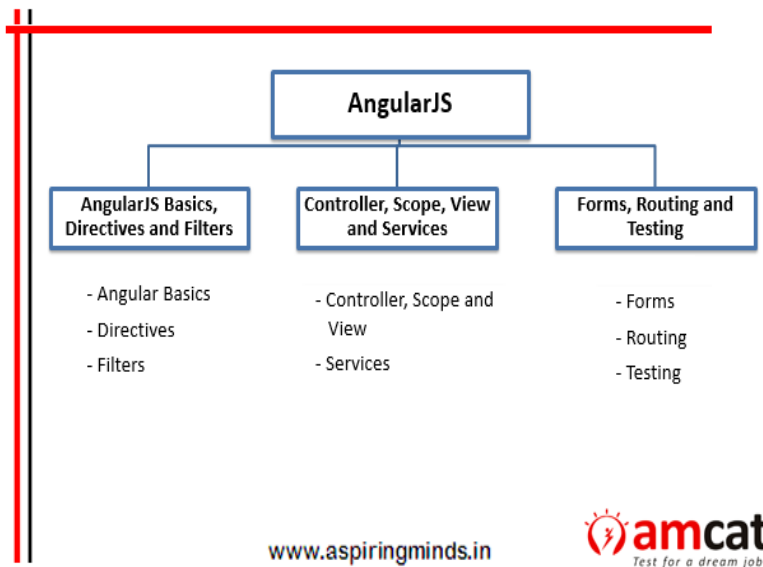 AngularJS
AngularJS Basics,
Directives and Filters
Controller, Scope, View
and Services
Forms, Routing and
Testing
- Angular Basics
- Directives
- Filters
- Controller, Scope and
View
- Services
- Forms
- Routing
- Testing
www.aspiringminds.in
amcat
Test for a dream job